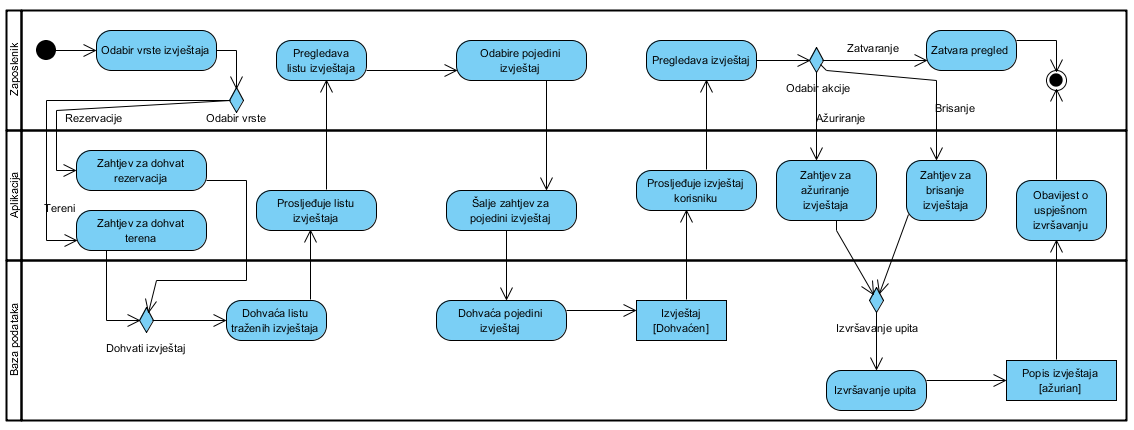 Zaposlenik
Odabir vrste izvještaja
Odabir vrste
Rezervacije
Pregledava
listu izvještaja
Odabire pojedini
izvještaj
Pregledava izvještaj
Odabir akcije
Zatvaranje
Zatvara pregled
Ažuriranje
Brisanje
Aplikacija
Zahtjev za dohvat
rezervacija
Tereni
Zahtjev za dohvat
terena
Prosljeđuje listu
izvještaja
Šalje zahtjev za
pojedini izvještaj
Prosljeđuje izvještaj
korisniku
Zahtjev za
ažuriranje
izvještaja
Zahtjev za
brisanje
izvještaja
Obavijest o
uspješnom
izvršavanju
Baza podataka
Dohvati izvještaj
Dohvaća listu
traženih izvještaja
Dohvaća pojedini
izvještaj
Izvještaj
[Dohvaćen]
Izvršavanje upita
Izvršavanje upita
Popis izvještaja
[ažurian]